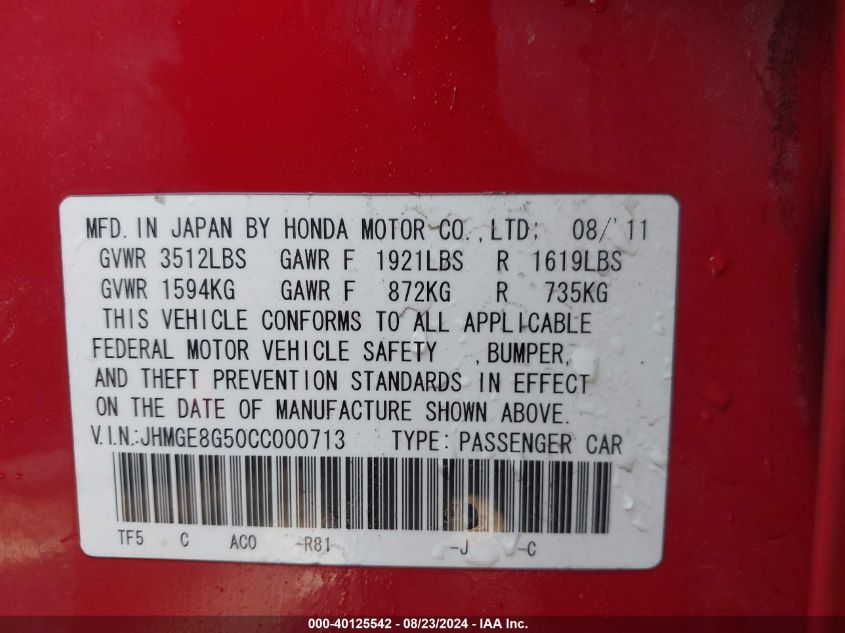 MFD. IN JAPAN BY HONDA MOTOR CO.,LTD; 08/'11
GVWR 3512LBS GAWR F 1921LBS R 1619LBS
GVWR 1594KG GAWR F 872KG R 735KG
THIS VEHICLE CONFORMS TO ALL APPLICABLE
FEDERAL MOTOR VEHICLE SAFETY ,BUMPER,
AND THEFT PREVENTION STANDARDS IN EFFECT
ON THE DATE OF MANUFACTURE SHOWN ABOVE.
V.I.N.:JHMGE8G50CC000713 TYPE: PASSENGER CAR
TF5 C AC0 -R81 -J -C
000-40125542 - 08/23/2024 - IAA Inc.